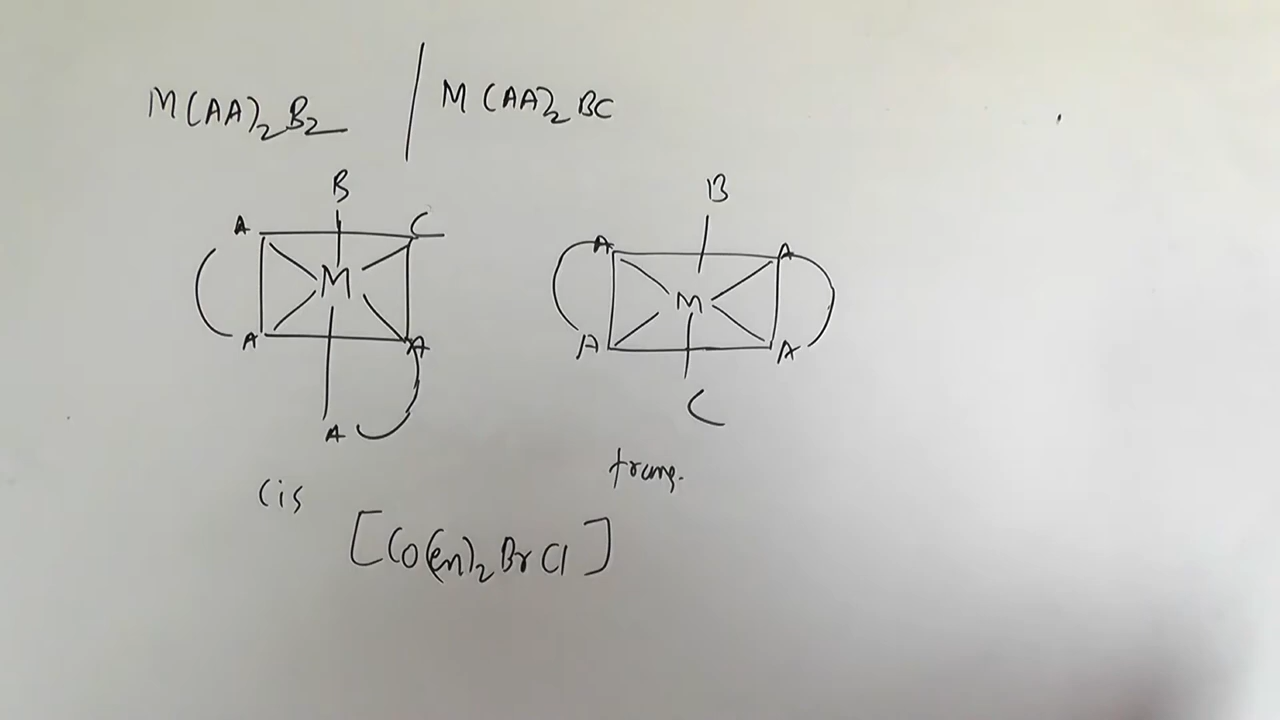 M(AA)₂B₂ / M(AA)₂BC
B B
A C A A
M M
A A A A
A C
cis trans.
[Co(en)₂BrCl]